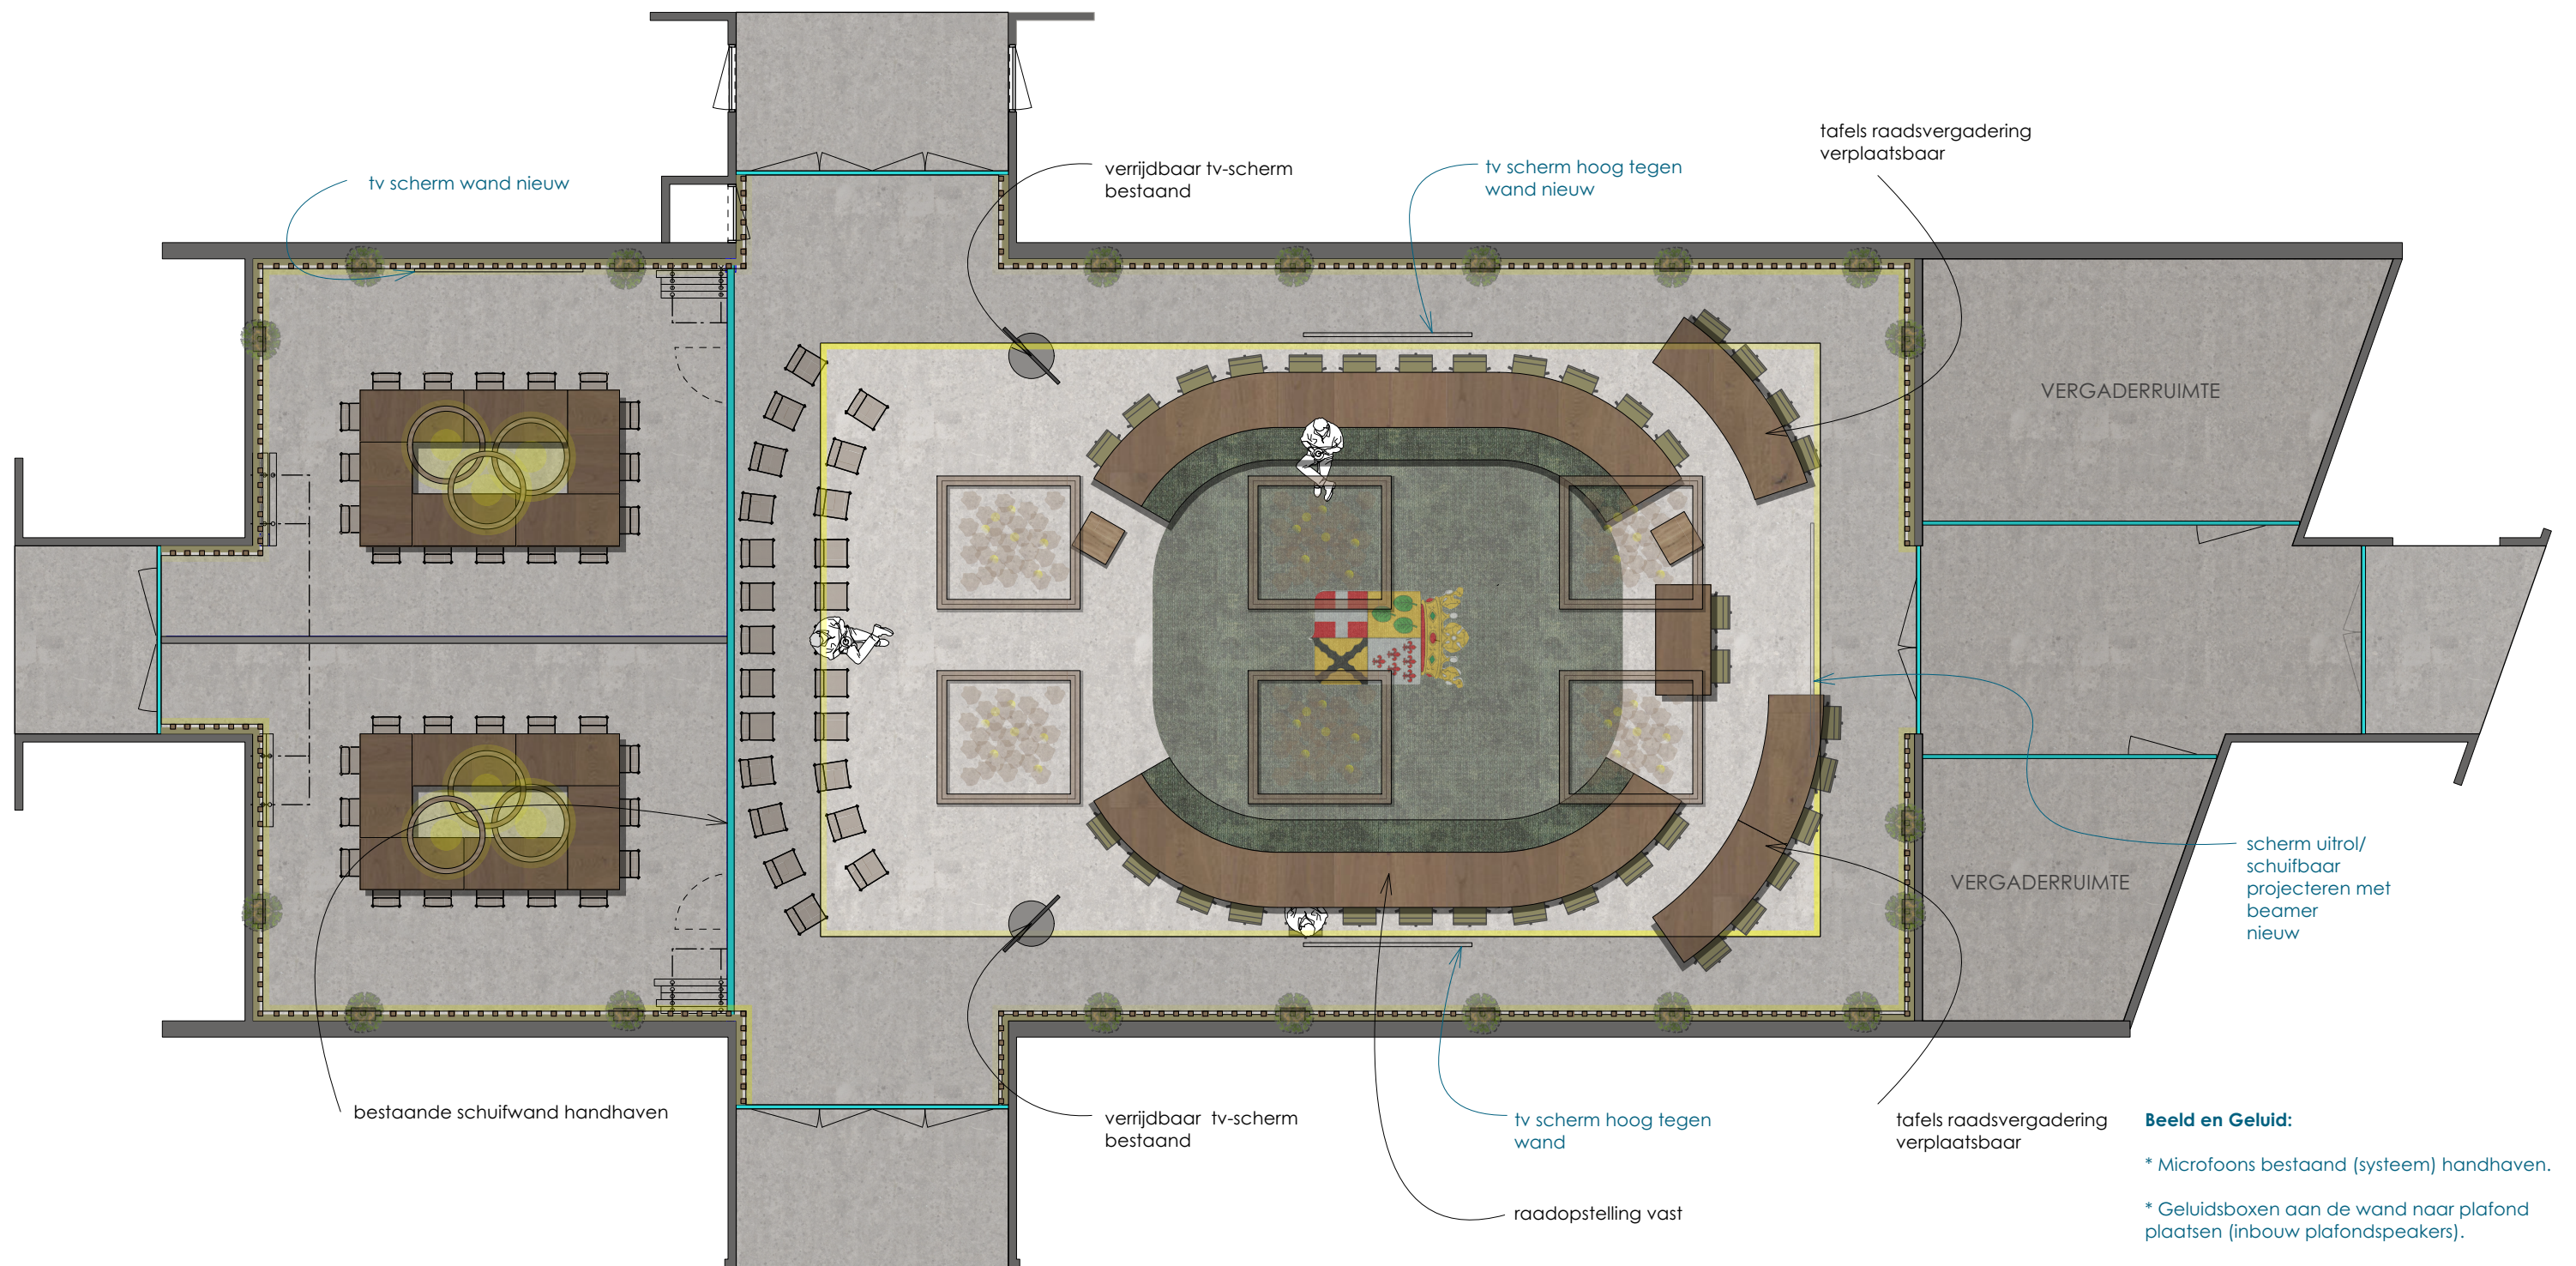 tafels raadsvergadering
verplaatsbaar
verrijdbaar tv-scherm
bestaand
tv scherm hoog tegen
wand nieuw
tv scherm wand nieuw
VERGADERRUIMTE
VERGADERRUIMTE
scherm uitrol/
schuifbaar
projecteren met
beamer
nieuw
bestaande schuifwand handhaven
verrijdbaar tv-scherm
bestaand
tv scherm hoog tegen
wand
tafels raadsvergadering
verplaatsbaar
raadopstelling vast
Beeld en Geluid:
* Microfoons bestaand (systeem) handhaven.
* Geluidsboxen aan de wand naar plafond
plaatsen (inbouw plafondspeakers).